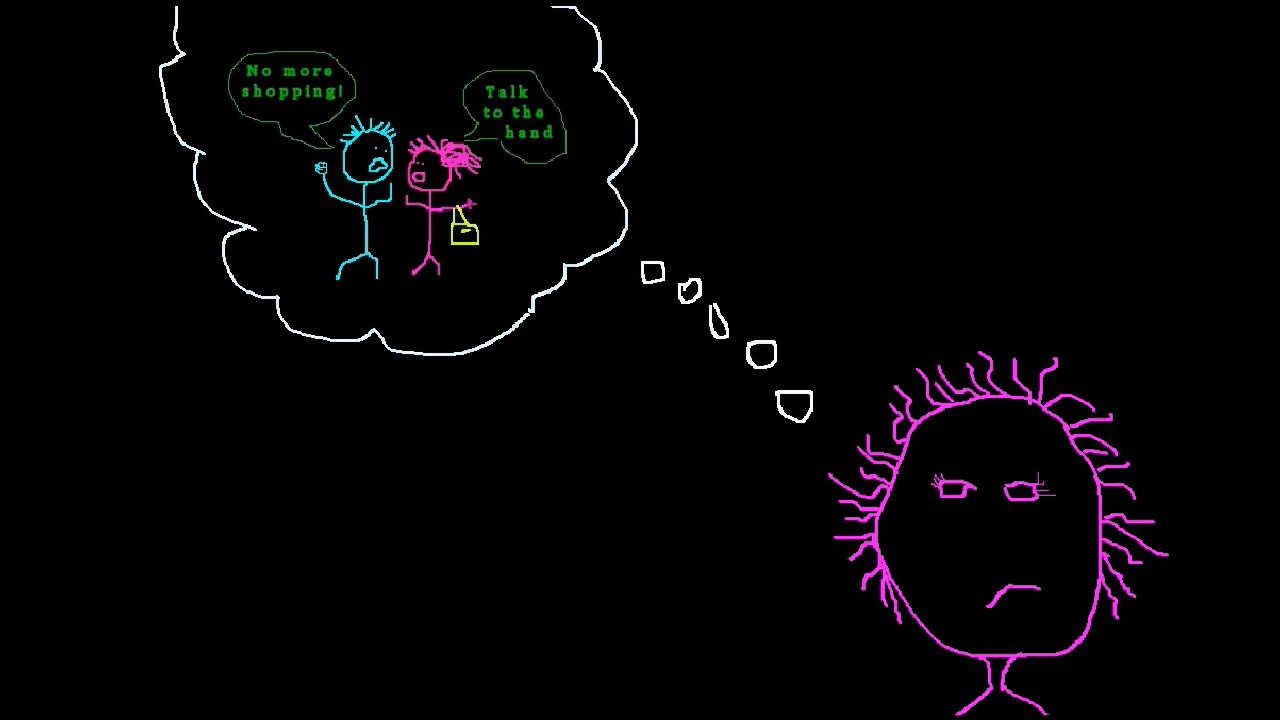 No more
shopping!
Talk
to the
hand